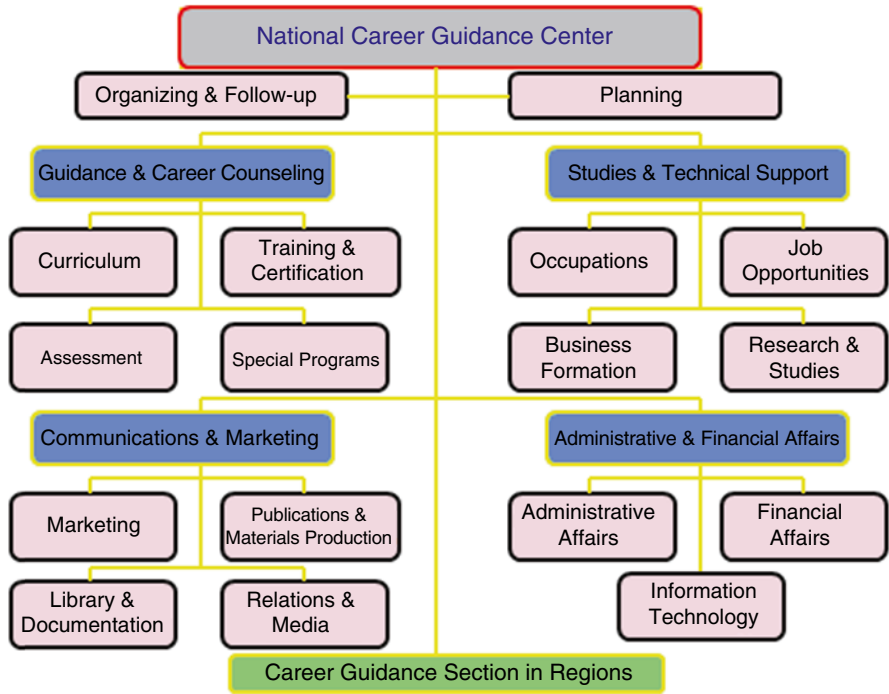 National Career Guidance Center
Organizing & Follow-up
Planning
Guidance & Career Counseling
Studies & Technical Support
Curriculum
Training &
Certification
Occupations
Job
Opportunities
Assessment
Special Programs
Business
Formation
Research &
Studies
Communications & Marketing
Administrative & Financial Affairs
Marketing
Publications &
Materials Production
Administrative
Affairs
Financial
Affairs
Library &
Documentation
Relations &
Media
Information
Technology
Career Guidance Section in Regions